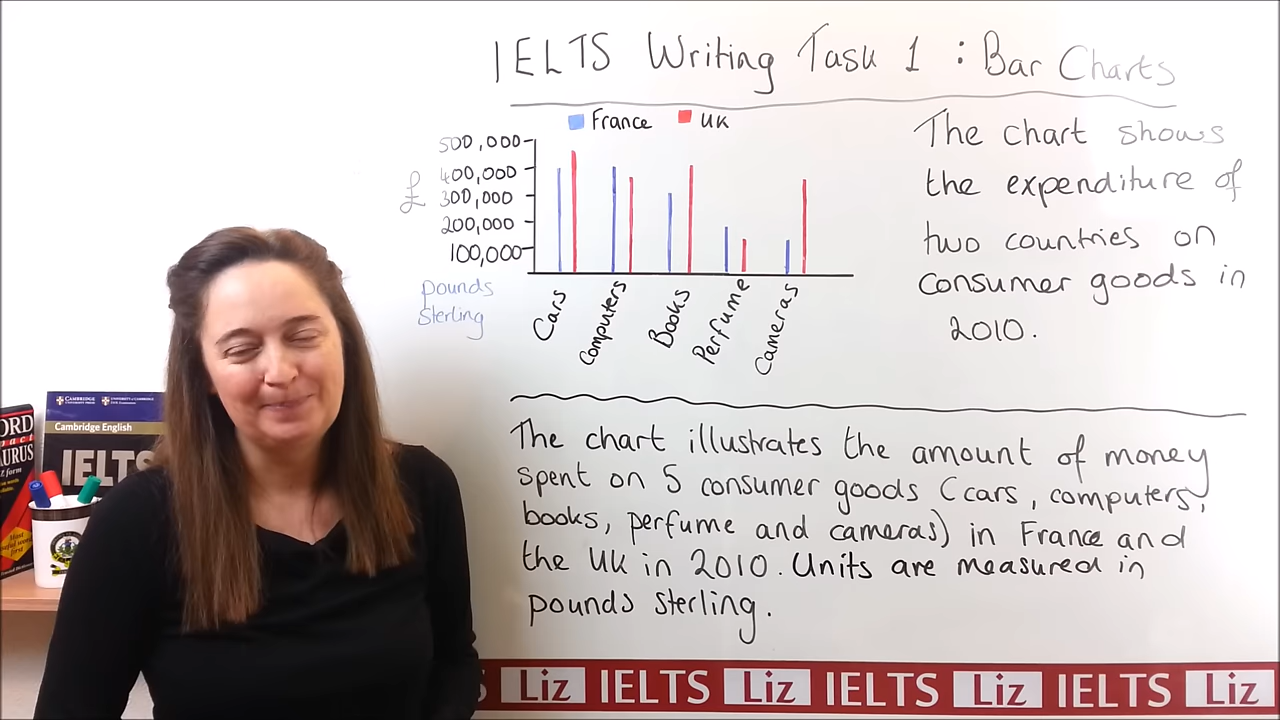 IELTS Writing Task 1 : Bar Charts
France UK
500,000
400,000
£
300,000
200,000
100,000
pounds
sterling
Cars
Computers
Books
Perfume
Cameras
The chart shows
the expenditure of
two countries on
consumer goods in
2010.
The chart illustrates the amount of money
spent on 5 consumer goods (cars, computers,
books, perfume and cameras) in France and
the UK in 2010. Units are measured in
pounds sterling.
CAMBRIDGE
Cambridge English
IELTS
ORD
AURUS
S Liz IELTS Liz IELTS Liz IELTS Liz